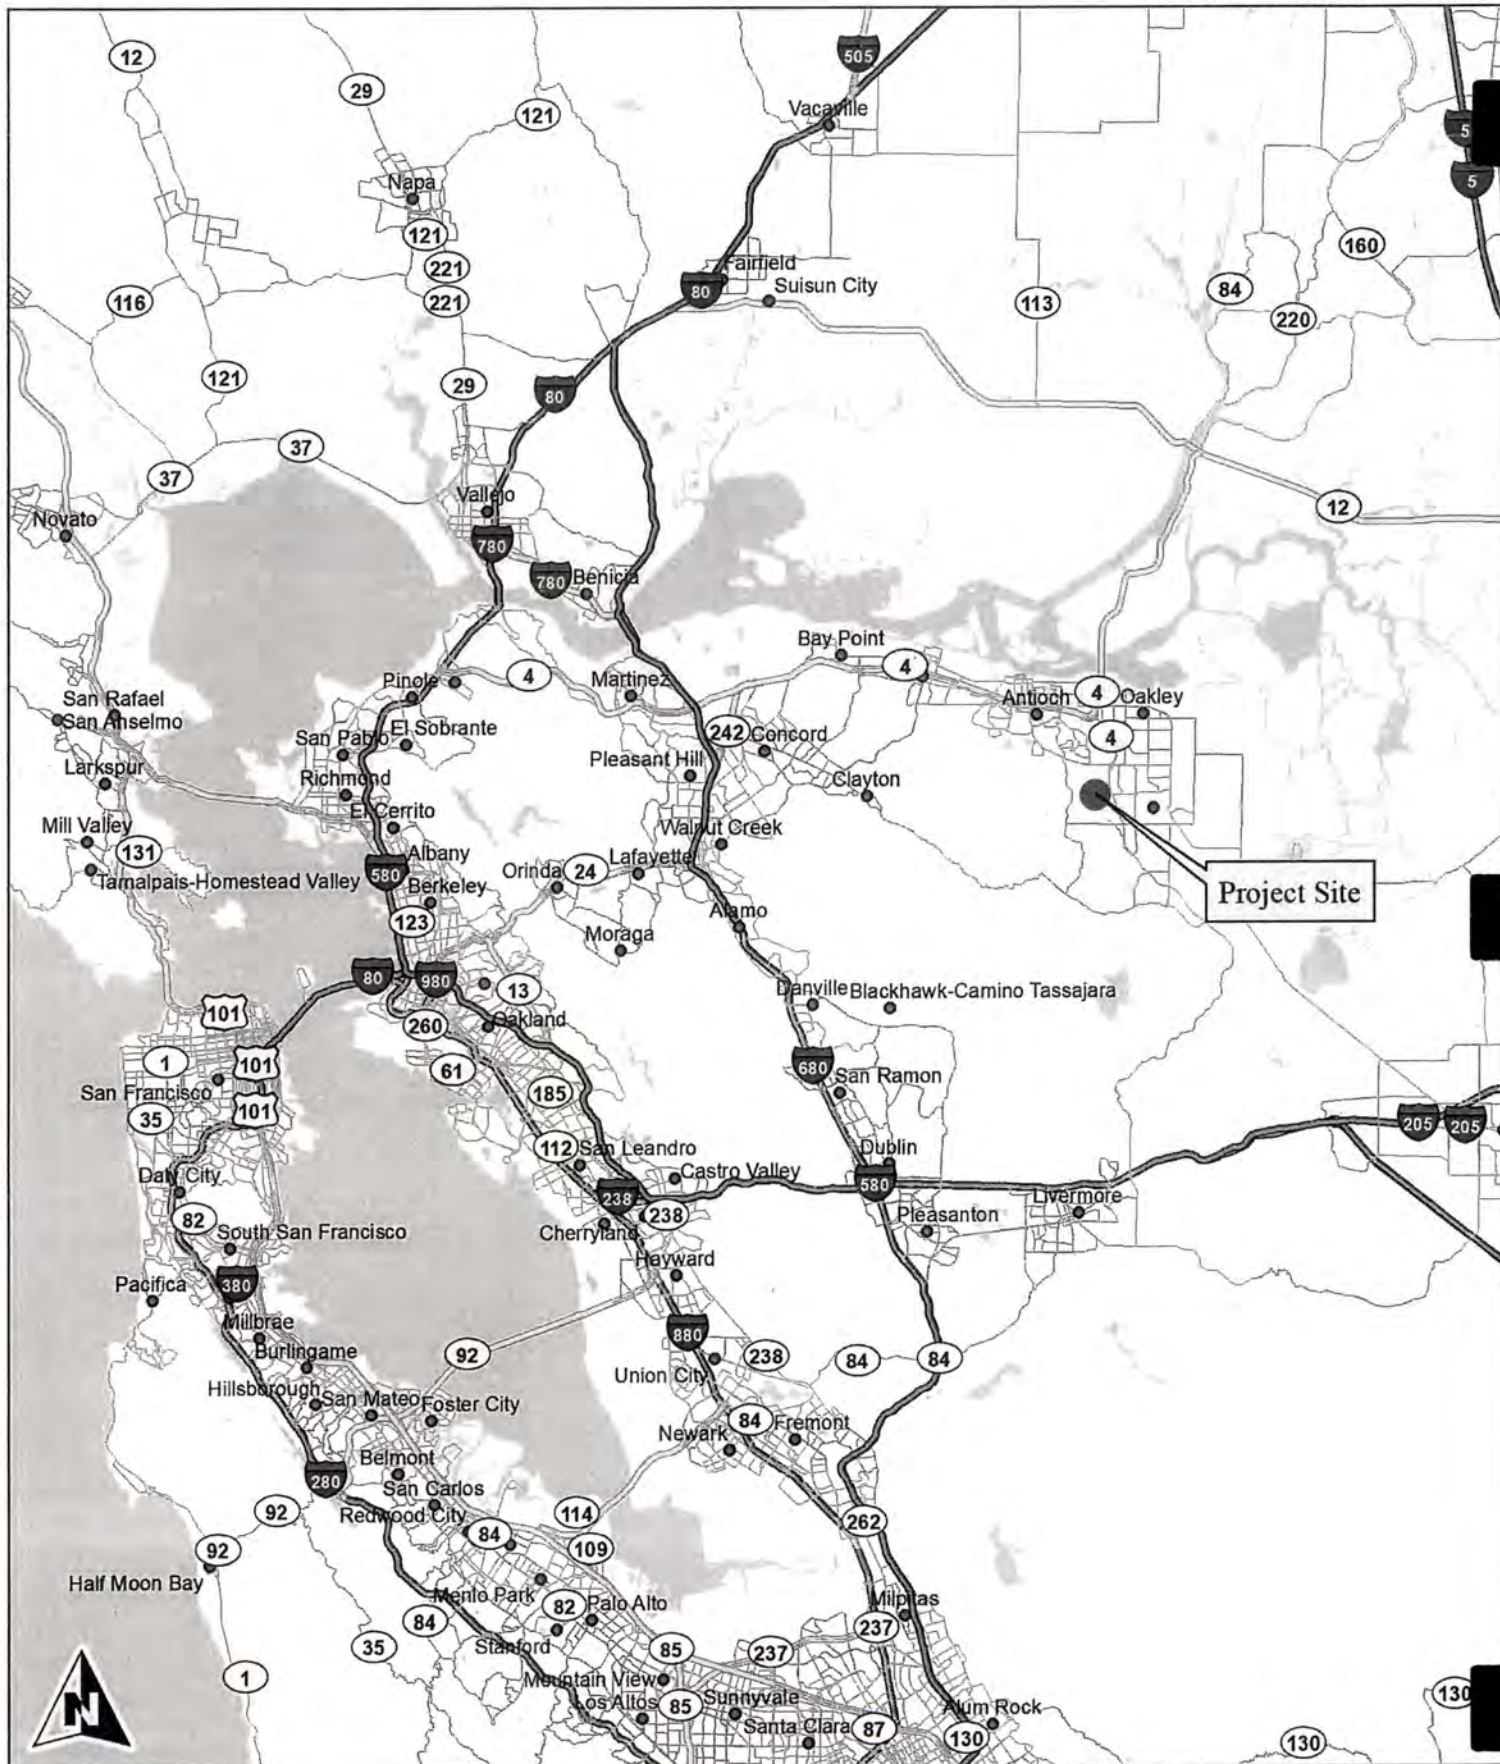 505
12
29
Vacaville
121
5
5
Napa
121
160
221
Fairfield
84
80
Suisun City
116
221
113
220
121
29
80
37
37
Vallejo
12
Novato
780
780
Benicia
Bay Point
4
4
Pinole
Martinez
4
Antioch
Oakley
San Rafael
San Anselmo
El Sobrante
242
Concord
4
San Pablo
Pleasant Hill
Larkspur
Richmond
Clayton
El Cerrito
Mill Valley
Walnut Creek
131
Albany
Lafayette
580
Orinda
24
Tamalpais-Homestead Valley
Berkeley
Project Site
123
Alamo
Moraga
80
980
13
Danville
Blackhawk-Camino Tassajara
101
260
Oakland
1
101
61
680
San Ramon
San Francisco
185
35
101
205
205
112
San Leandro
Dublin
Daly City
Castro Valley
580
238
Livermore
82
238
Pleasanton
South San Francisco
Cherryland
Hayward
380
Pacifica
Millbrae
880
Burlingame
92
238
84
84
Union City
Hillsborough
San Mateo
Foster City
84
Fremont
Newark
Belmont
280
San Carlos
92
Redwood City
114
262
84
92
109
Half Moon Bay
Menlo Park
82
Palo Alto
Milpitas
84
237
35
Stanford
85
237
1
Mountain View
130
N
Los Altos
85
Sunnyvale
Alum Rock
Santa Clara
87
130
130